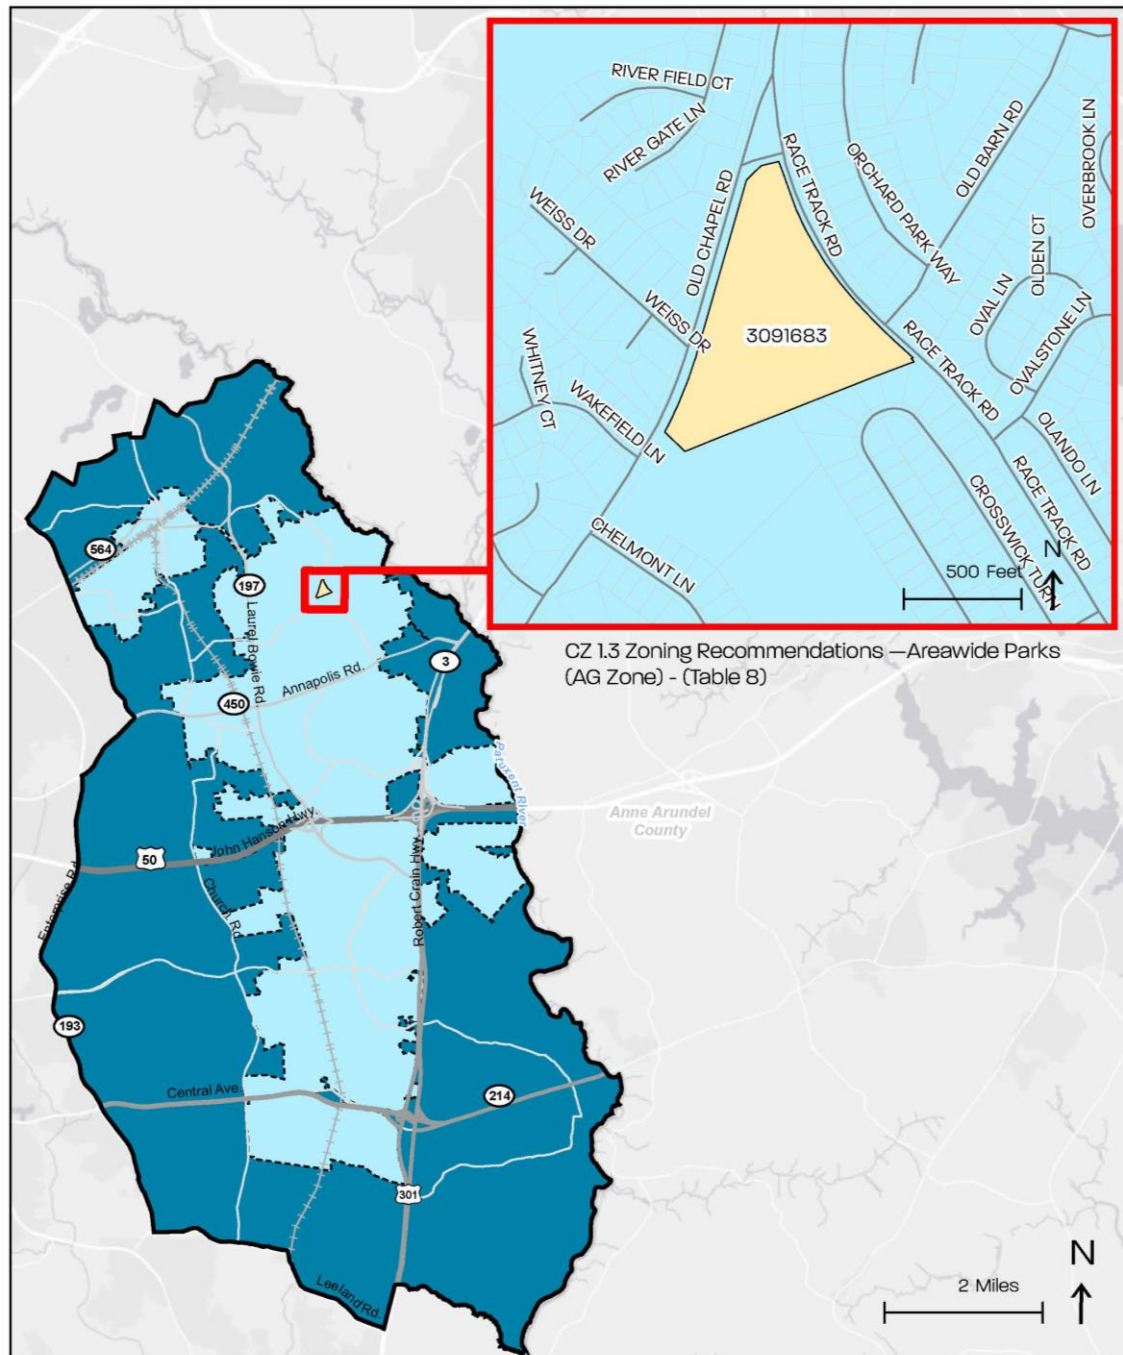 RIVER FIELD CT
RIVER GATE LN
WEISS DR
OLD CHAPEL RD
RACE TRACK RD
ORCHARD PARK WAY
OLD BARN RD
OVERBROOK LN
WEISS DR
3091683
OVAL LN
OLDEN CT
OVALSTONE LN
RACE TRACK RD
WHITNEY CT
WAKEFIELD LN
OLANDO LN
RACE TRACK RD
CROSSWICK TURN
CHELMONT LN
500 Feet
N
CZ 1.3 Zoning Recommendations —Areawide Parks
(AG Zone) - (Table 8)
564
197
Laurel Bowie Rd.
3
Annapolis Rd.
450
Patuxent River
Anne Arundel
County
John Hanson Hwy.
50
Church Rd.
Robert Crain Hwy.
Enterprise Rd.
193
Central Ave.
214
301
Leeland Rd.
N
2 Miles